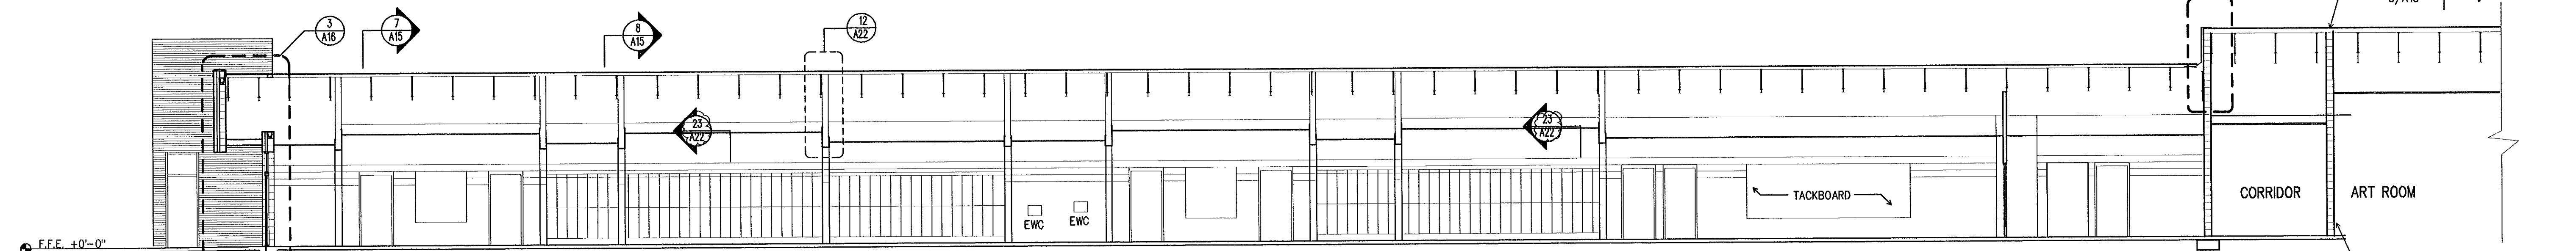 3
A16
7
A15
8
A15
12
A22
23
A22
23
A22
TACKBOARD
EWC
EWC
CORRIDOR
ART ROOM
F.F.E. +0'-0"